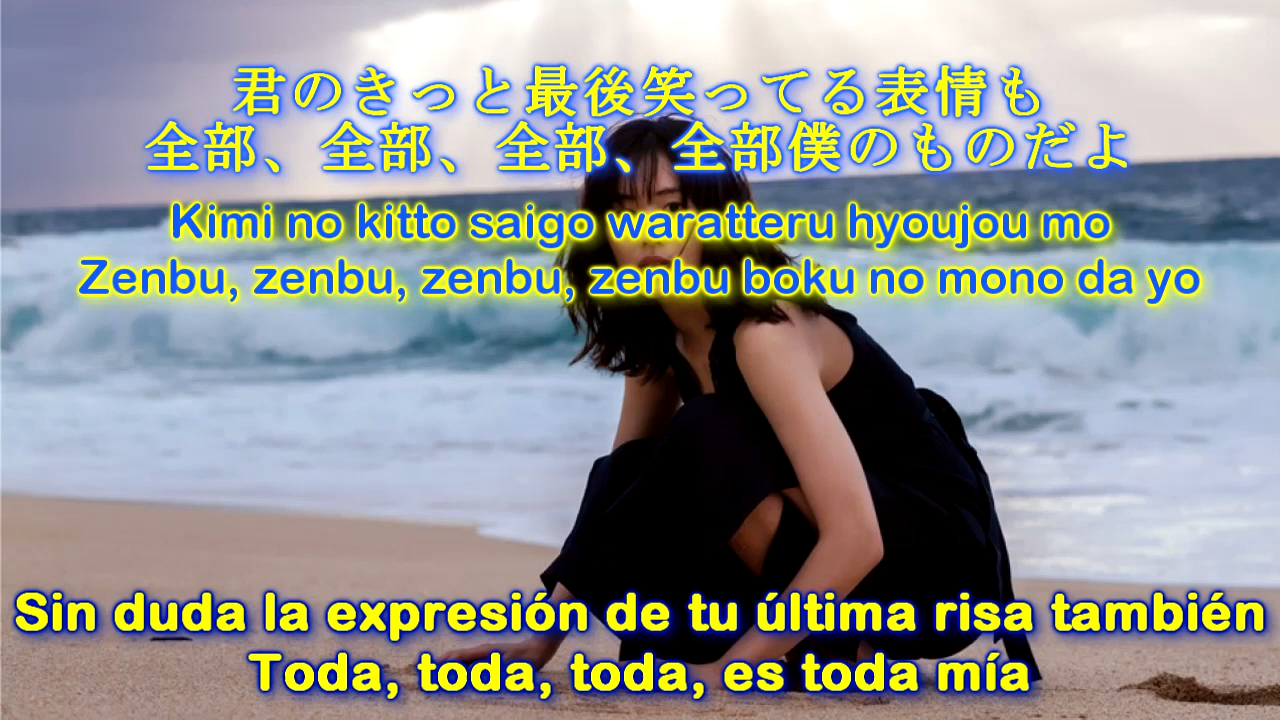 君のきっと最後笑ってる表情も
全部、全部、全部、全部僕のものだよ
Kimi no kitto saigo waratteru hyoujou mo
Zenbu, zenbu, zenbu, zenbu boku no mono da yo
Sin duda la expresión de tu última risa también
Toda, toda, toda, es toda mía